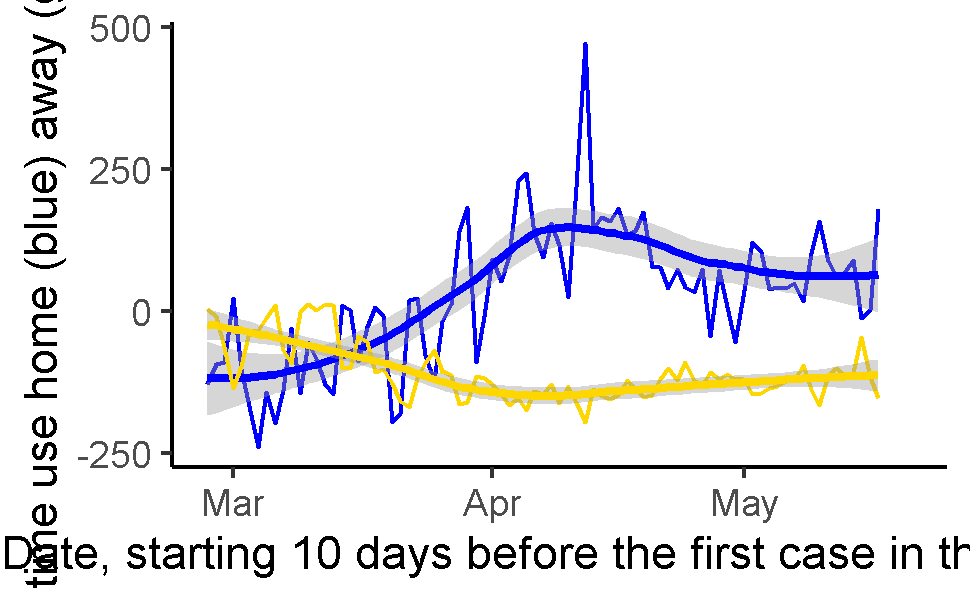 time use home (blue) away (
500
250
0
-250
Mar Apr May
Date, starting 10 days before the first case in th